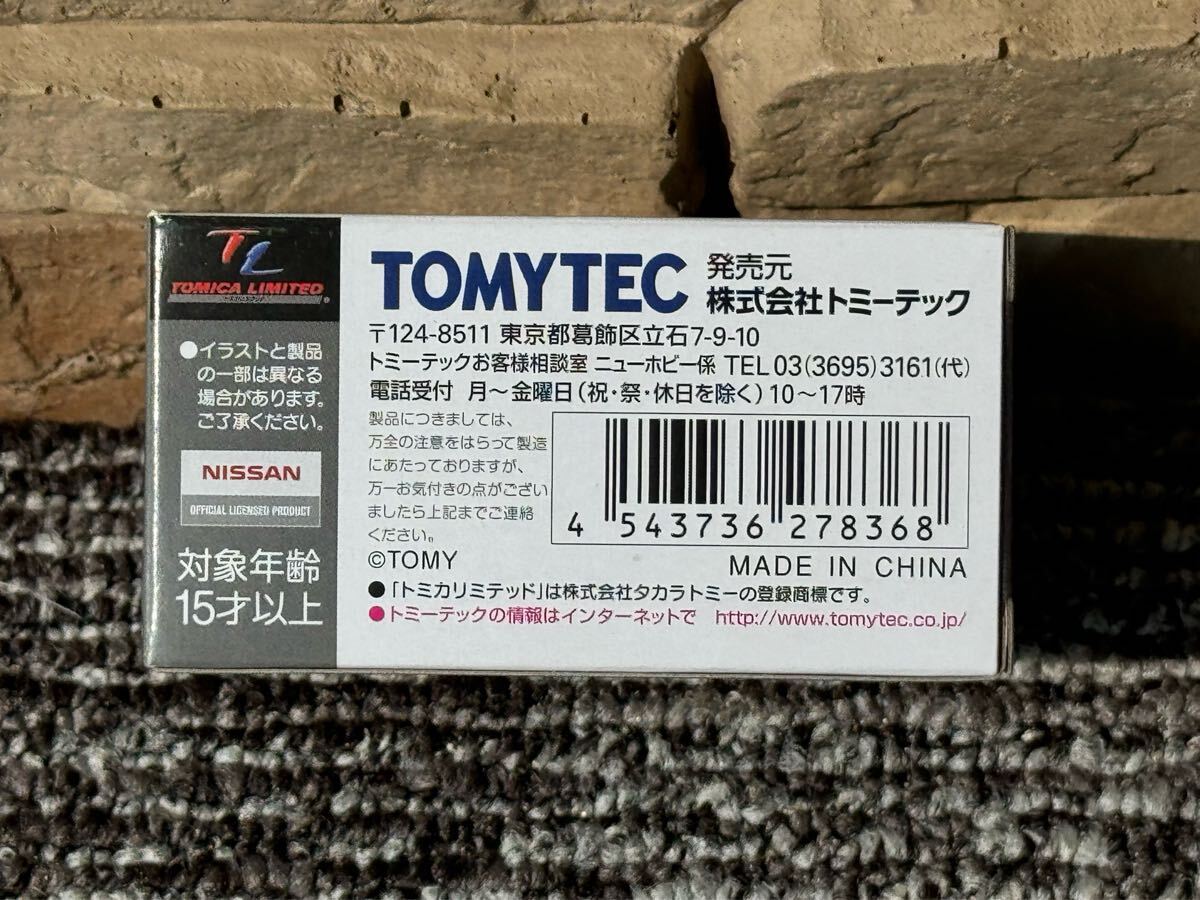 TL
TOMICA LIMITED
トミカリミテッド
®
●イラストと製品
の一部は異なる
場合があります。
ご了承ください。
NISSAN
OFFICIAL LICENSED PRODUCT
対象年齢
15才以上
TOMYTEC 発売元
株式会社トミーテック
〒124-8511 東京都葛飾区立石7-9-10
トミーテックお客様相談室 ニューホビー係 TEL 03(3695)3161(代)
電話受付 月～金曜日(祝・祭・休日を除く)10～17時
製品につきましては、
万全の注意をはらって製造
にあたっておりますが、
万一お気付きの点がござい
ましたら上記までご連絡
ください。
4 543736 278368
©TOMY MADE IN CHINA
●「トミカリミテッド」は株式会社タカラトミーの登録商標です。
●トミーテックの情報はインターネットで http://www.tomytec.co.jp/